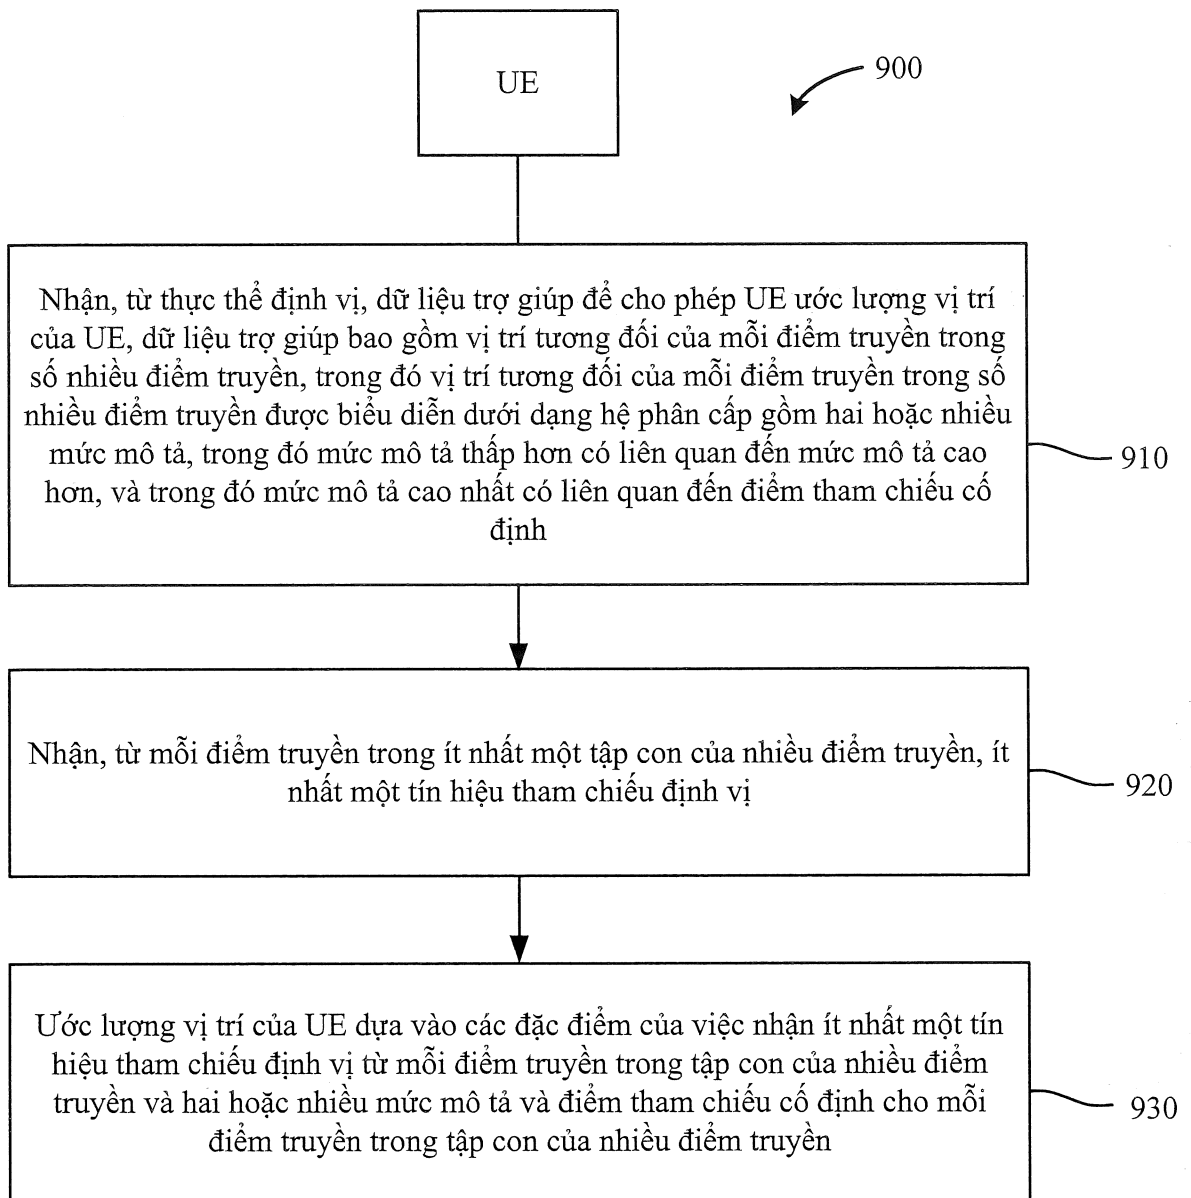 UE
900
Nhận, từ thực thể định vị, dữ liệu trợ giúp để cho phép UE ước lượng vị trí
của UE, dữ liệu trợ giúp bao gồm vị trí tương đối của mỗi điểm truyền trong
số nhiều điểm truyền, trong đó vị trí tương đối của mỗi điểm truyền trong số
nhiều điểm truyền được biểu diễn dưới dạng hệ phân cấp gồm hai hoặc nhiều
mức mô tả, trong đó mức mô tả thấp hơn có liên quan đến mức mô tả cao
hơn, và trong đó mức mô tả cao nhất có liên quan đến điểm tham chiếu cố
định
910
Nhận, từ mỗi điểm truyền trong ít nhất một tập con của nhiều điểm truyền, ít
nhất một tín hiệu tham chiếu định vị
920
Ước lượng vị trí của UE dựa vào các đặc điểm của việc nhận ít nhất một tín
hiệu tham chiếu định vị từ mỗi điểm truyền trong tập con của nhiều điểm
truyền và hai hoặc nhiều mức mô tả và điểm tham chiếu cố định cho mỗi
điểm truyền trong tập con của nhiều điểm truyền
930